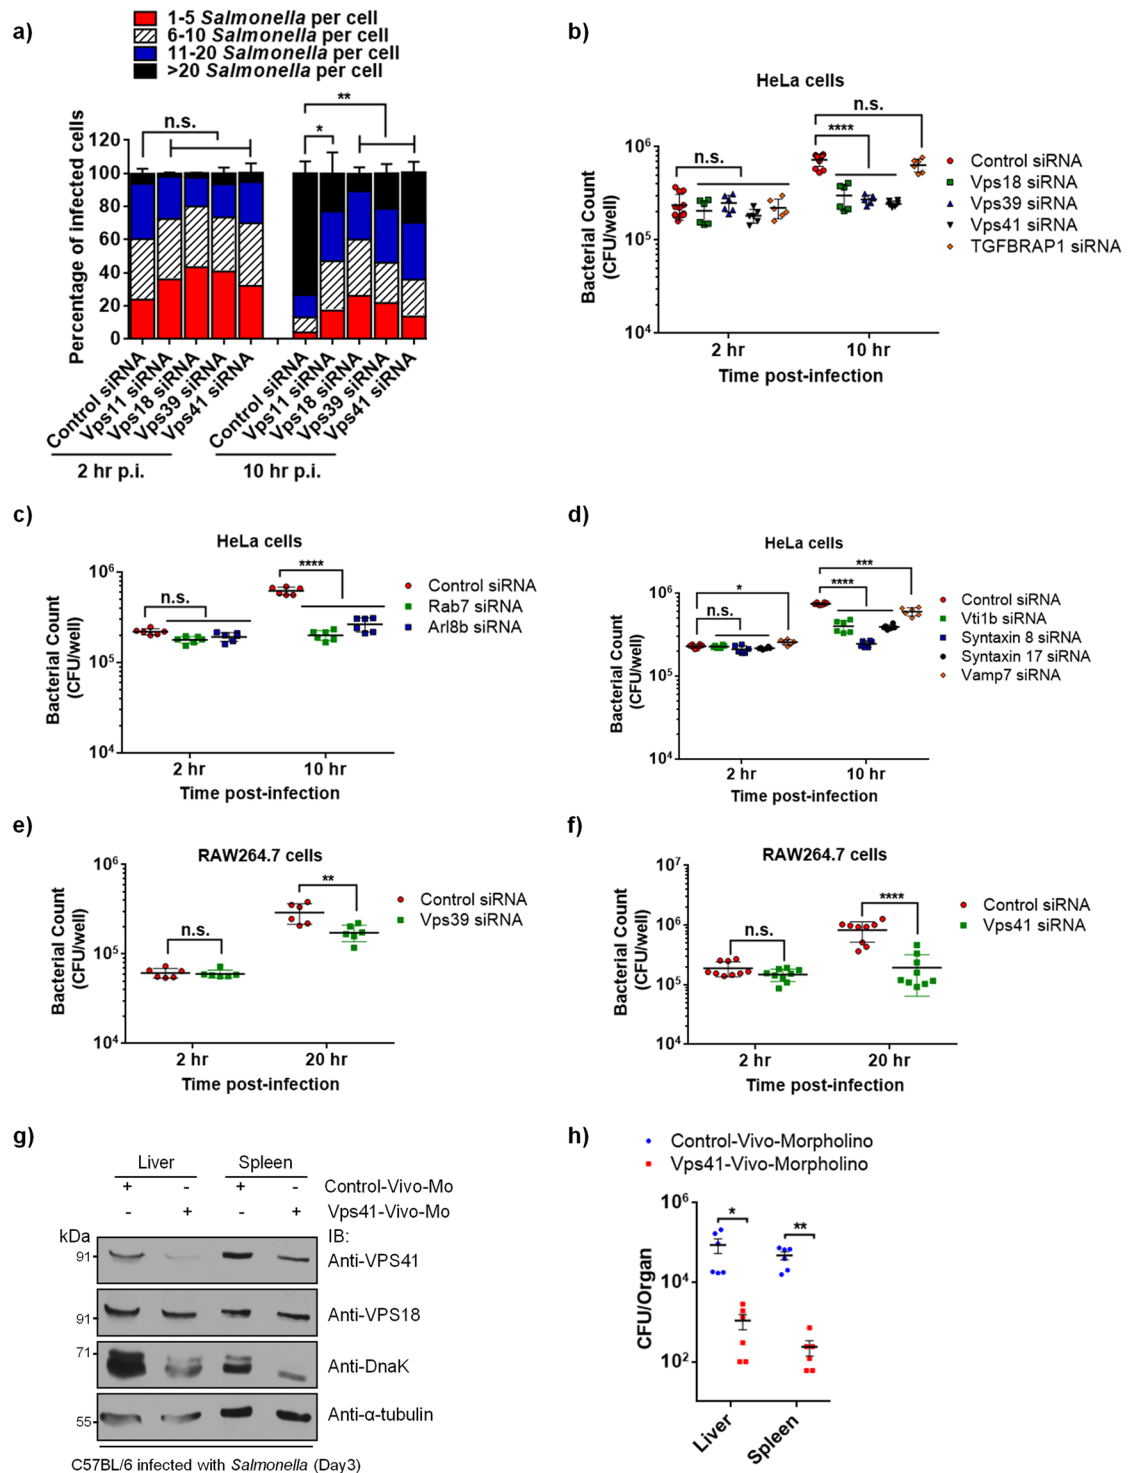 a)
1-5 Salmonella per cell
6-10 Salmonella per cell
11-20 Salmonella per cell
>20 Salmonella per cell
**
n.s.
*
120
100
80
60
40
20
0
Percentage of infected cells
Control siRNA
Vps11 siRNA
Vps18 siRNA
Vps39 siRNA
Vps41 siRNA
Control siRNA
Vps11 siRNA
Vps18 siRNA
Vps39 siRNA
Vps41 siRNA
2 hr p.i.
10 hr p.i.
b)
HeLa cells
n.s.
****
n.s.
10⁶
10⁵
10⁴
Bacterial Count
(CFU/well)
Control siRNA
Vps18 siRNA
Vps39 siRNA
Vps41 siRNA
TGFBRAP1 siRNA
2 hr
10 hr
Time post-infection
c)
HeLa cells
****
n.s.
10⁶
10⁵
10⁴
Bacterial Count
(CFU/well)
Control siRNA
Rab7 siRNA
Arl8b siRNA
2 hr
10 hr
Time post-infection
d)
HeLa cells
***
*
****
n.s.
10⁶
10⁵
10⁴
Bacterial Count
(CFU/well)
Control siRNA
Vti1b siRNA
Syntaxin 8 siRNA
Syntaxin 17 siRNA
Vamp7 siRNA
2 hr
10 hr
Time post-infection
e)
RAW264.7 cells
**
n.s.
10⁶
10⁵
10⁴
Bacterial Count
(CFU/well)
Control siRNA
Vps39 siRNA
2 hr
20 hr
Time post-infection
f)
RAW264.7 cells
****
n.s.
10⁷
10⁶
10⁵
10⁴
Bacterial Count
(CFU/well)
Control siRNA
Vps41 siRNA
2 hr
20 hr
Time post-infection
g)
Liver Spleen
+ - + - Control-Vivo-Mo
- + - + Vps41-Vivo-Mo
kDa IB:
91 Anti-VPS41
91 Anti-VPS18
71 Anti-DnaK
55 Anti-α-tubulin
C57BL/6 infected with Salmonella (Day3)
h)
Control-Vivo-Morpholino
Vps41-Vivo-Morpholino
*
**
10⁶
10⁴
10²
CFU/Organ
Liver
Spleen